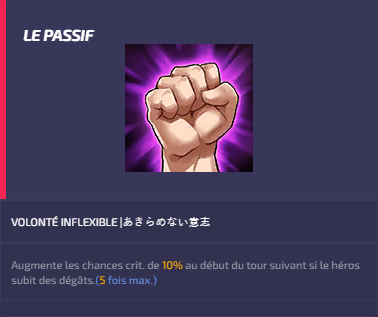 LE PASSIF
VOLONTÉ INFLEXIBLE |あきらめない意志
Augmente les chances crit. de 10% au début du tour suivant si le héros
subit des dégâts.(5 fois max.)